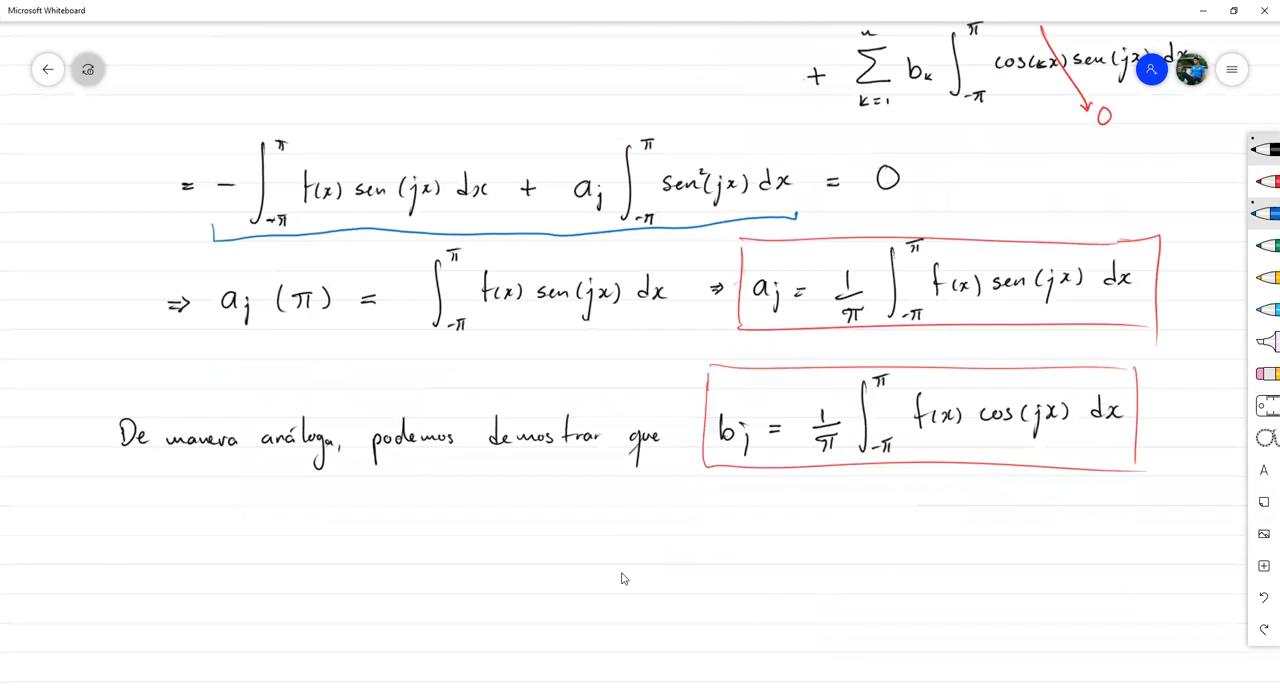 Microsoft Whiteboard
+ ∑_{k=1}^{n} b_k ∫_{-π}^{π} cos(kx) sen(jx) dx
0
= - ∫_{-π}^{π} f(x) sen(jx) dx + a_j ∫_{-π}^{π} sen²(jx) dx = 0
⇒ a_j (π) = ∫_{-π}^{π} f(x) sen(jx) dx ⇒ a_j = 1/π ∫_{-π}^{π} f(x) sen(jx) dx
De manera análoga, podemos demostrar que b_j = 1/π ∫_{-π}^{π} f(x) cos(jx) dx
A